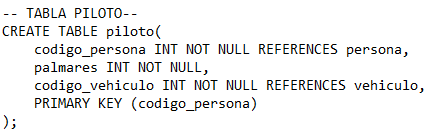 -- TABLA PILOTO--
CREATE TABLE piloto(
    codigo_persona INT NOT NULL REFERENCES persona,
    palmares INT NOT NULL,
    codigo_vehiculo INT NOT NULL REFERENCES vehiculo,
    PRIMARY KEY (codigo_persona)
);